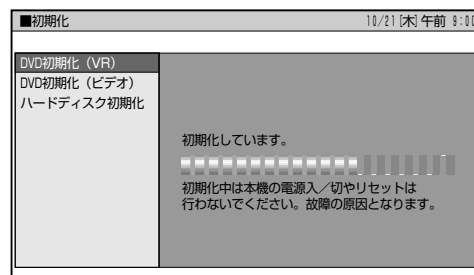 ■初期化
10/21[木]午前 9:00
DVD初期化（VR）
DVD初期化（ビデオ）
ハードディスク初期化
初期化しています。
初期化中は本機の電源入／切やリセットは
行わないでください。故障の原因となります。